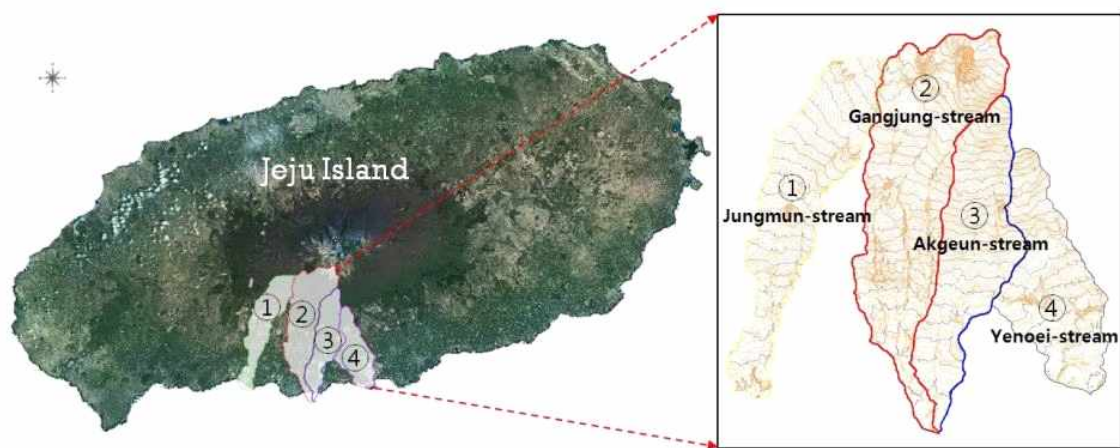 Jeju Island
①
②
③
④
②
Gangjung-stream
①
Jungmun-stream
③
Akgeun-stream
④
Yenoei-stream